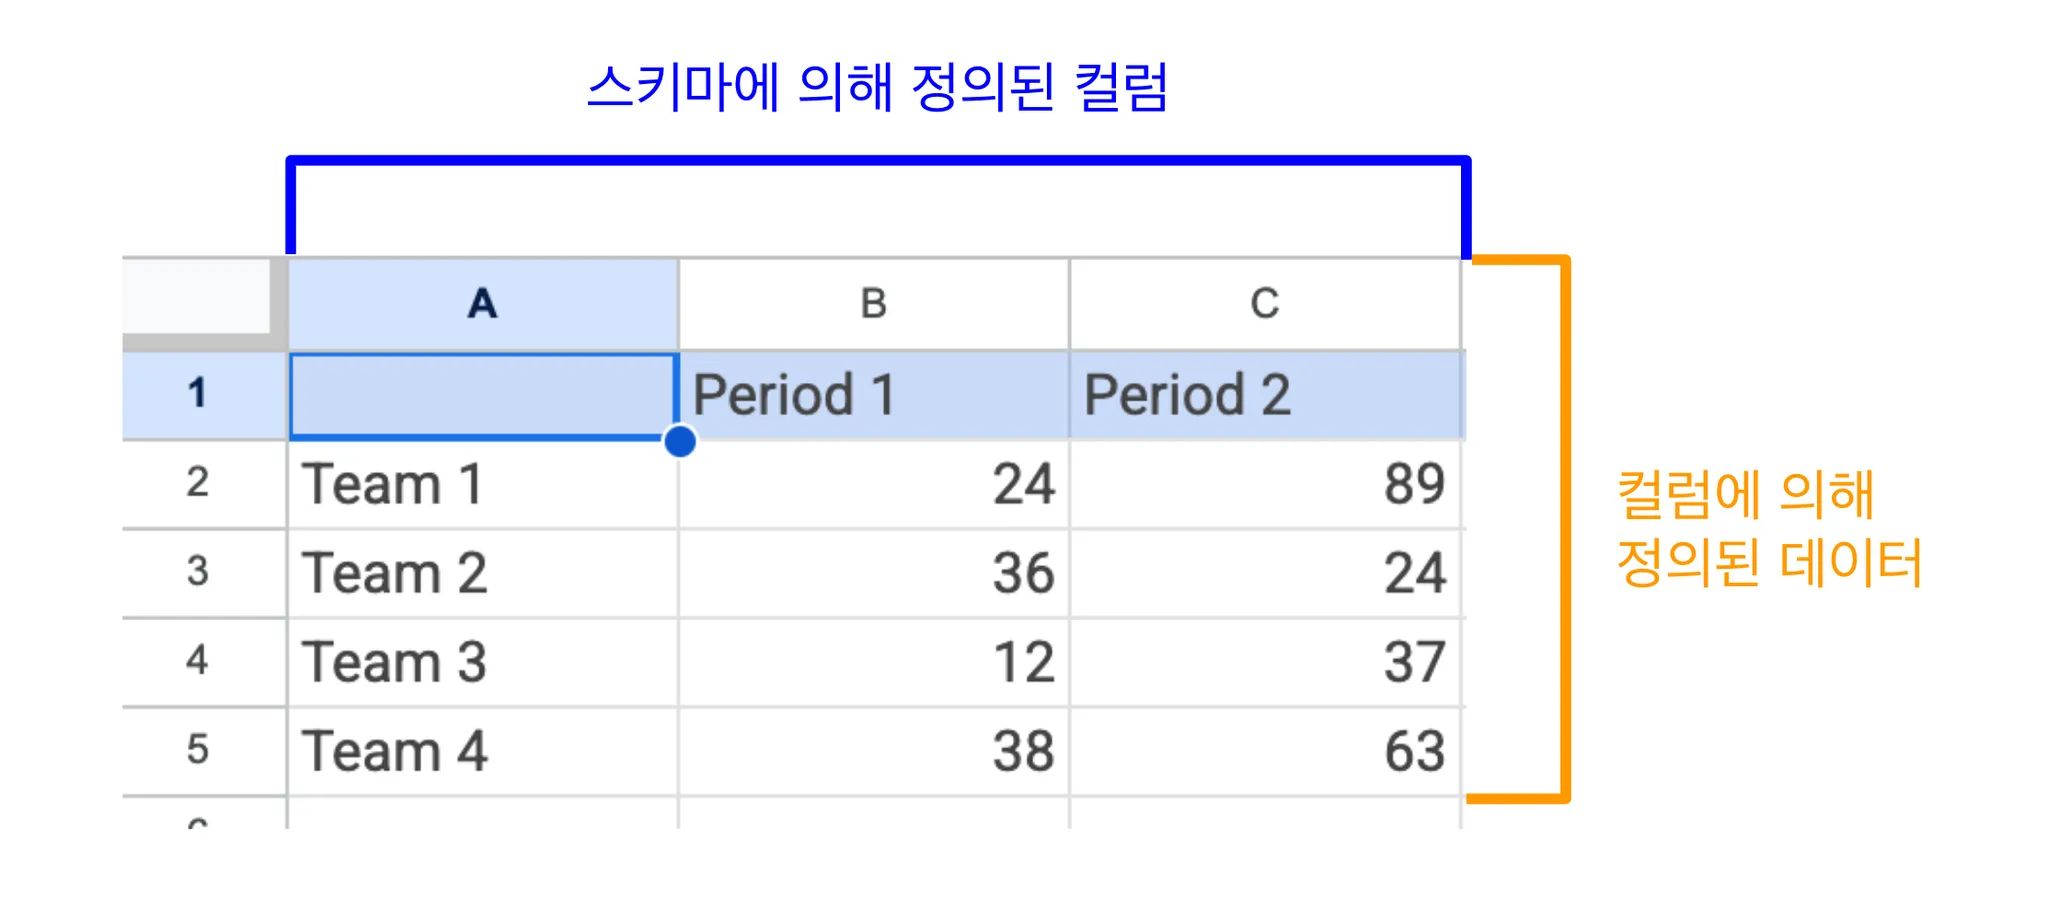 스키마에 의해 정의된 컬럼
A B C
1 Period 1 Period 2
2 Team 1 24 89
3 Team 2 36 24
4 Team 3 12 37
5 Team 4 38 63
컬럼에 의해
정의된 데이터